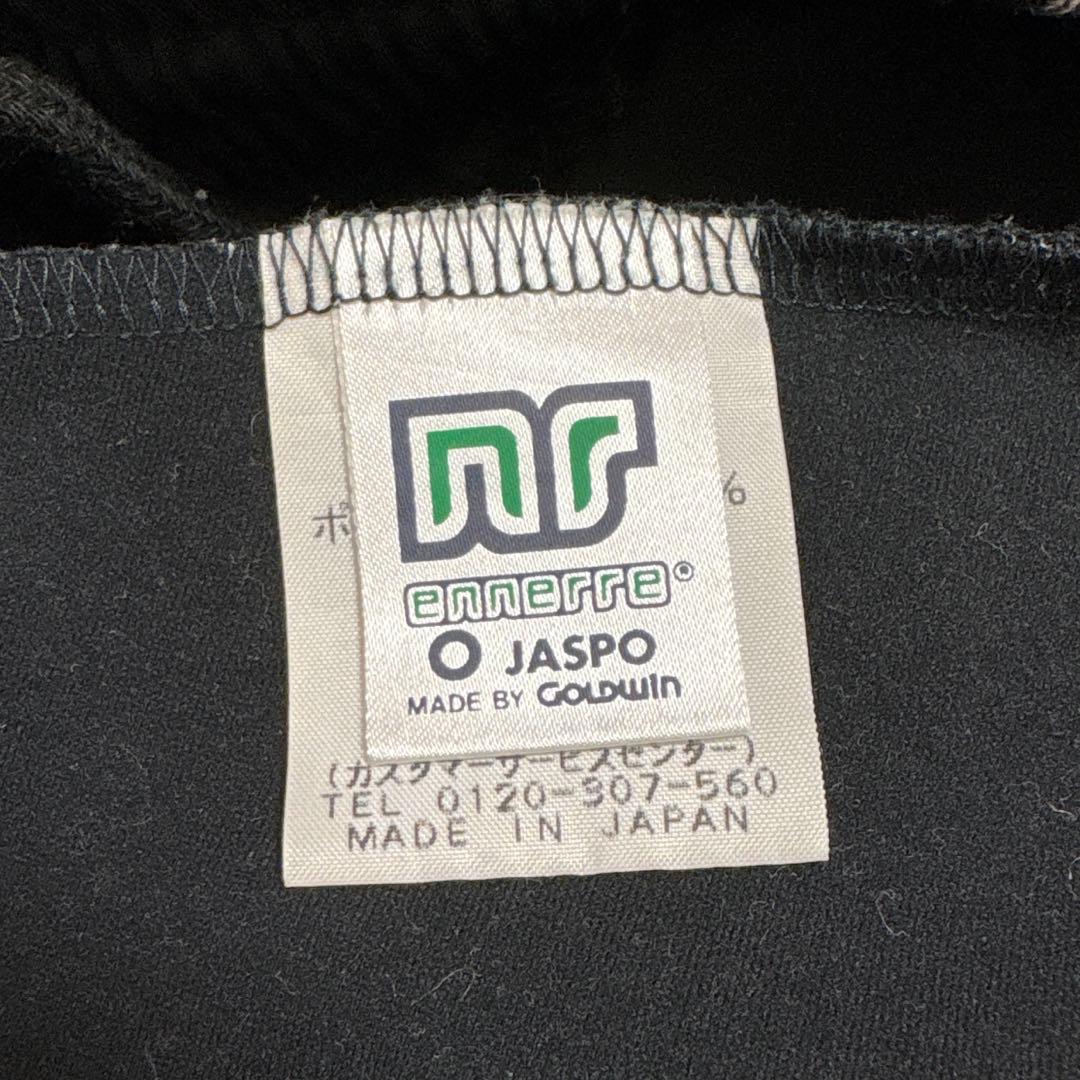 nr
ポ %
ennerre®
O JASPO
MADE BY GOLDWIN
(カスタマーサービスセンター)
TEL 0120-307-560
MADE IN JAPAN